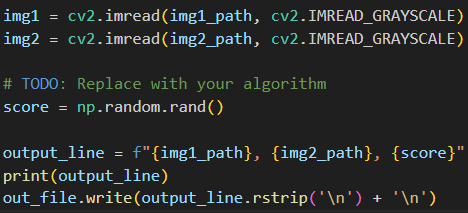 img1 = cv2.imread(img1_path, cv2.IMREAD_GRAYSCALE)
img2 = cv2.imread(img2_path, cv2.IMREAD_GRAYSCALE)
# TODO: Replace with your algorithm
score = np.random.rand()
output_line = f"{img1_path}, {img2_path}, {score}"
print(output_line)
out_file.write(output_line.rstrip('\n') + '\n')